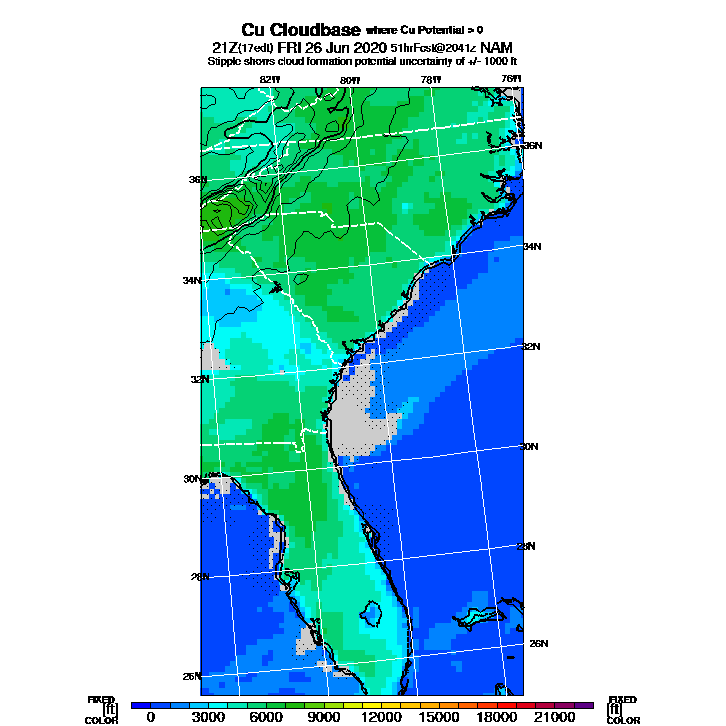 Cu Cloudbase where Cu Potential > 0
21Z(17edt) FRI 26 Jun 2020 51hrFcst@2041z NAM
Stipple shows cloud formation potential uncertainty of +/- 1000 ft
82W 80W 78W 76W
36N
36N
34N
34N
32N
32N
30N
30N
28N
28N
26N
26N
FIXED FIXED
[ft] [ft]
COLOR COLOR
0 3000 6000 9000 12000 15000 18000 21000